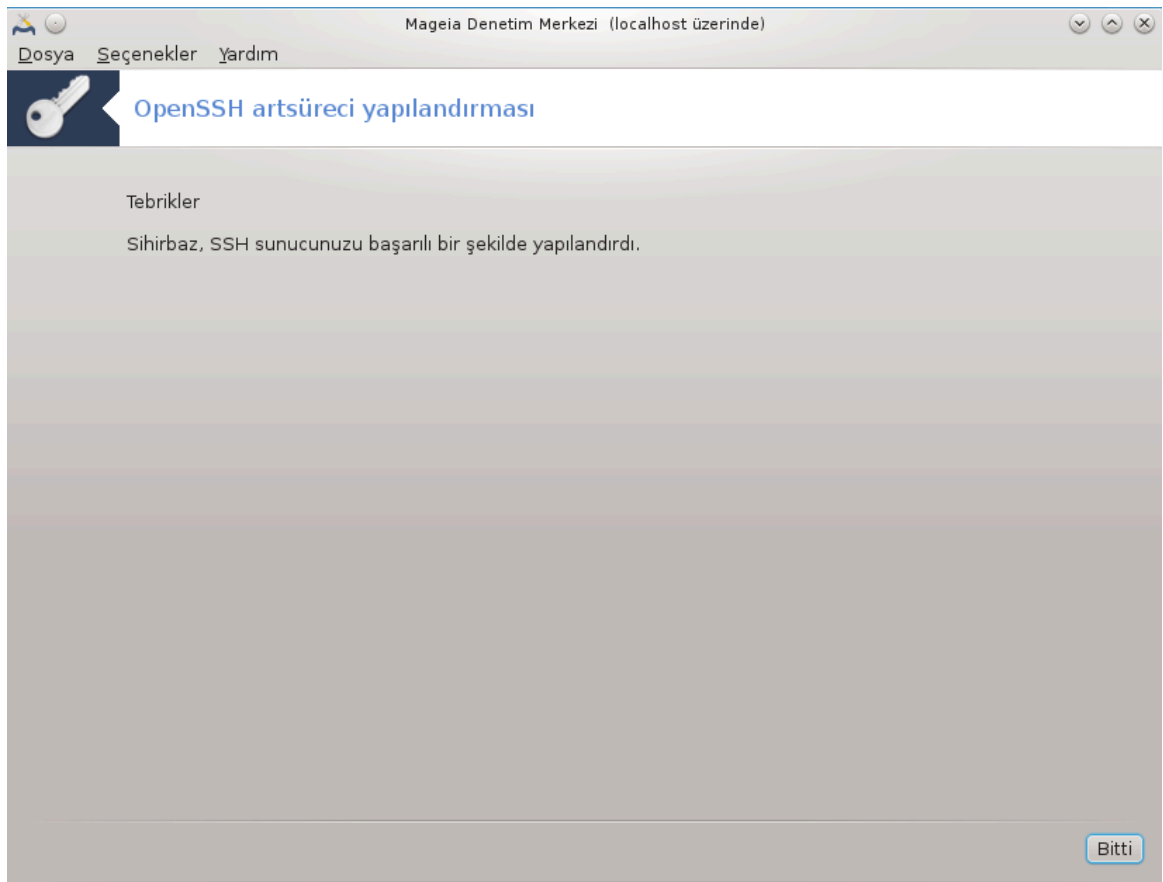 Mageia Denetim Merkezi (localhost üzerinde)
Dosya Seçenekler Yardım
OpenSSH artsüreci yapılandırması
Tebrikler
Sihirbaz, SSH sunucunuzu başarılı bir şekilde yapılandırdı.
Bitti